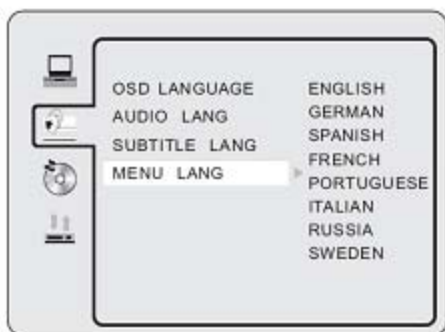 OSD LANGUAGE
AUDIO LANG
SUBTITLE LANG
MENU LANG
ENGLISH
GERMAN
SPANISH
FRENCH
PORTUGUESE
ITALIAN
RUSSIA
SWEDEN